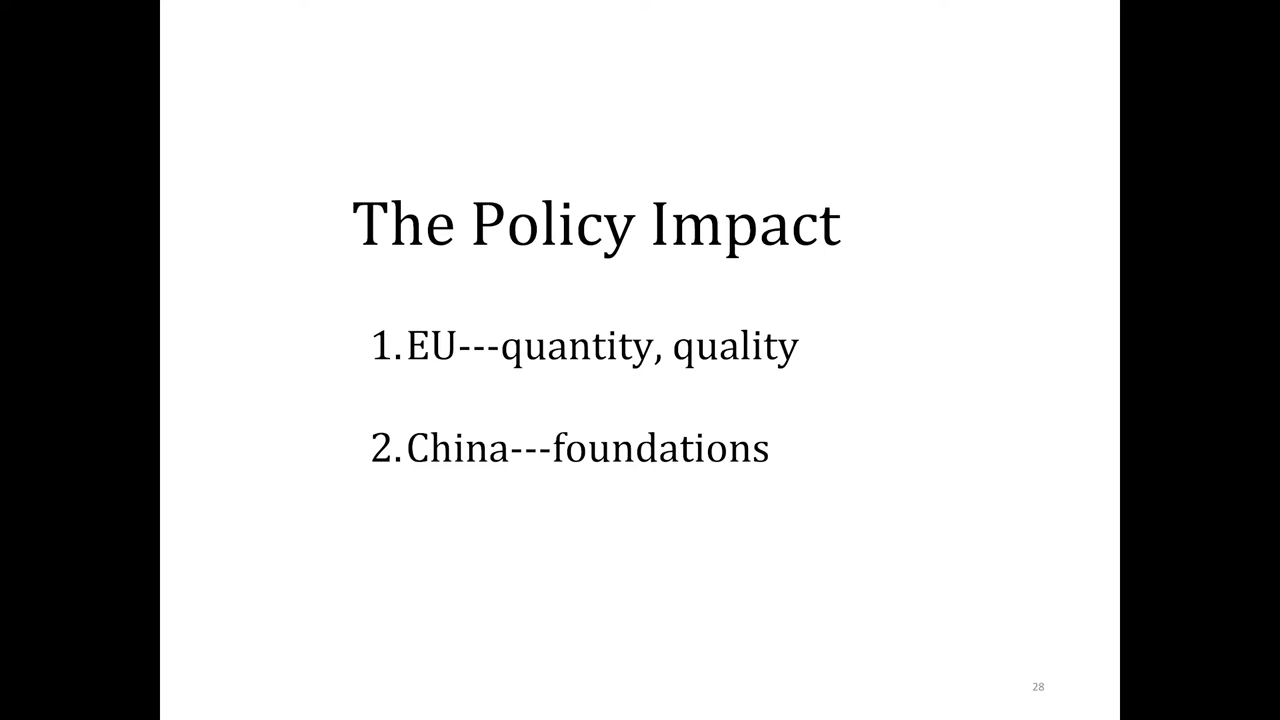 The Policy Impact
1. EU---quantity, quality
2. China---foundations
28